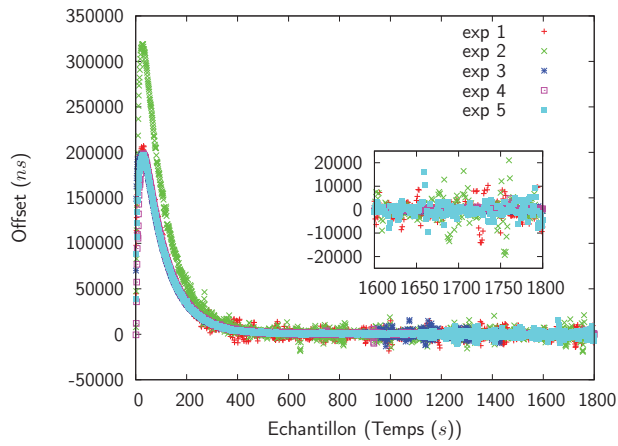 350000
300000
250000
200000
150000
100000
50000
0
-50000
Offset (ns)
exp 1
exp 2
exp 3
exp 4
exp 5
20000
10000
0
-10000
-20000
1600 1650 1700 1750 1800
0 200 400 600 800 1000 1200 1400 1600 1800
Echantillon (Temps (s))